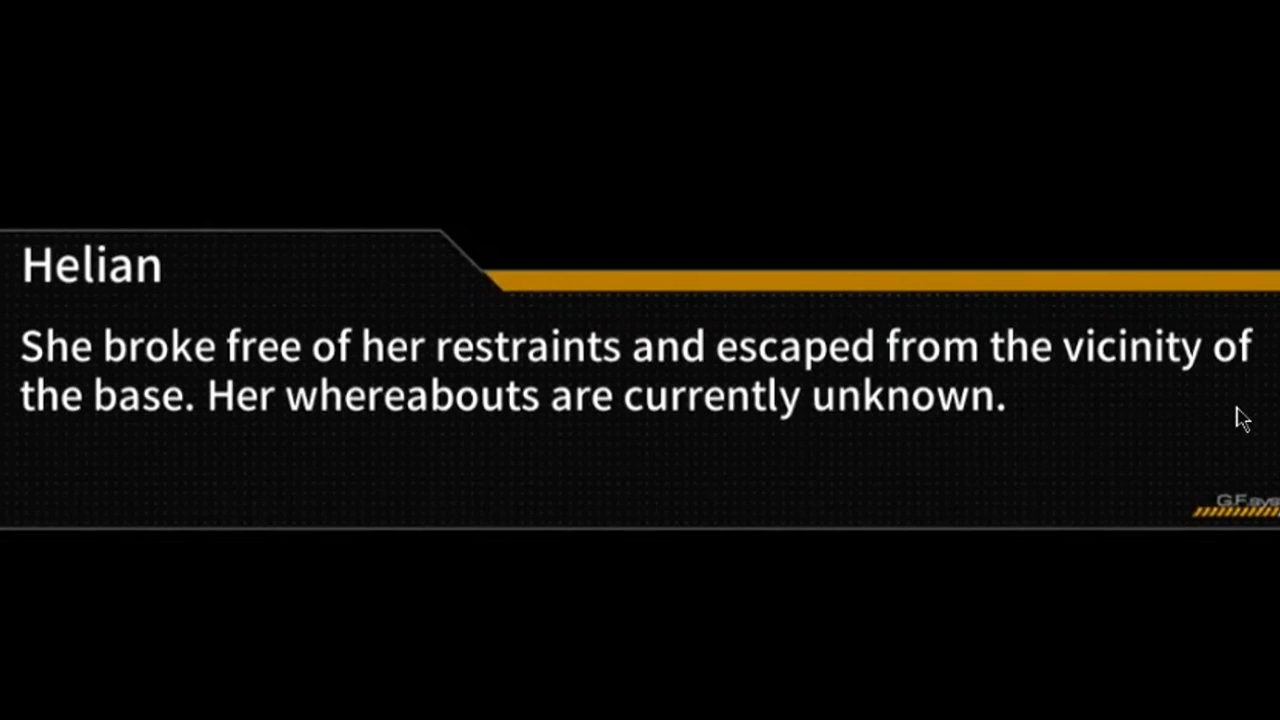 Helian
She broke free of her restraints and escaped from the vicinity of
the base. Her whereabouts are currently unknown.
G.F.sys